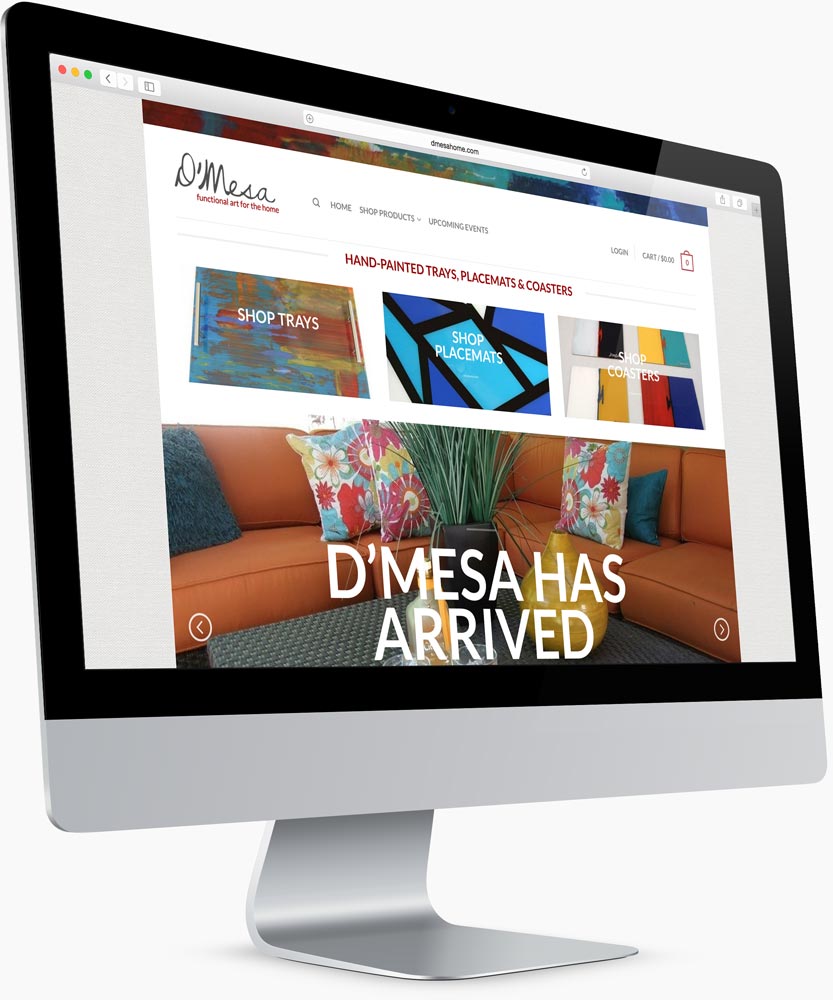 dmesahome.com
D'Mesa
functional art for the home
HOME
SHOP PRODUCTS
UPCOMING EVENTS
LOGIN
CART / $0.00
0
HAND-PAINTED TRAYS, PLACEMATS & COASTERS
SHOP TRAYS
SHOP
PLACEMATS
SHOP
COASTERS
D'MESA HAS
ARRIVED